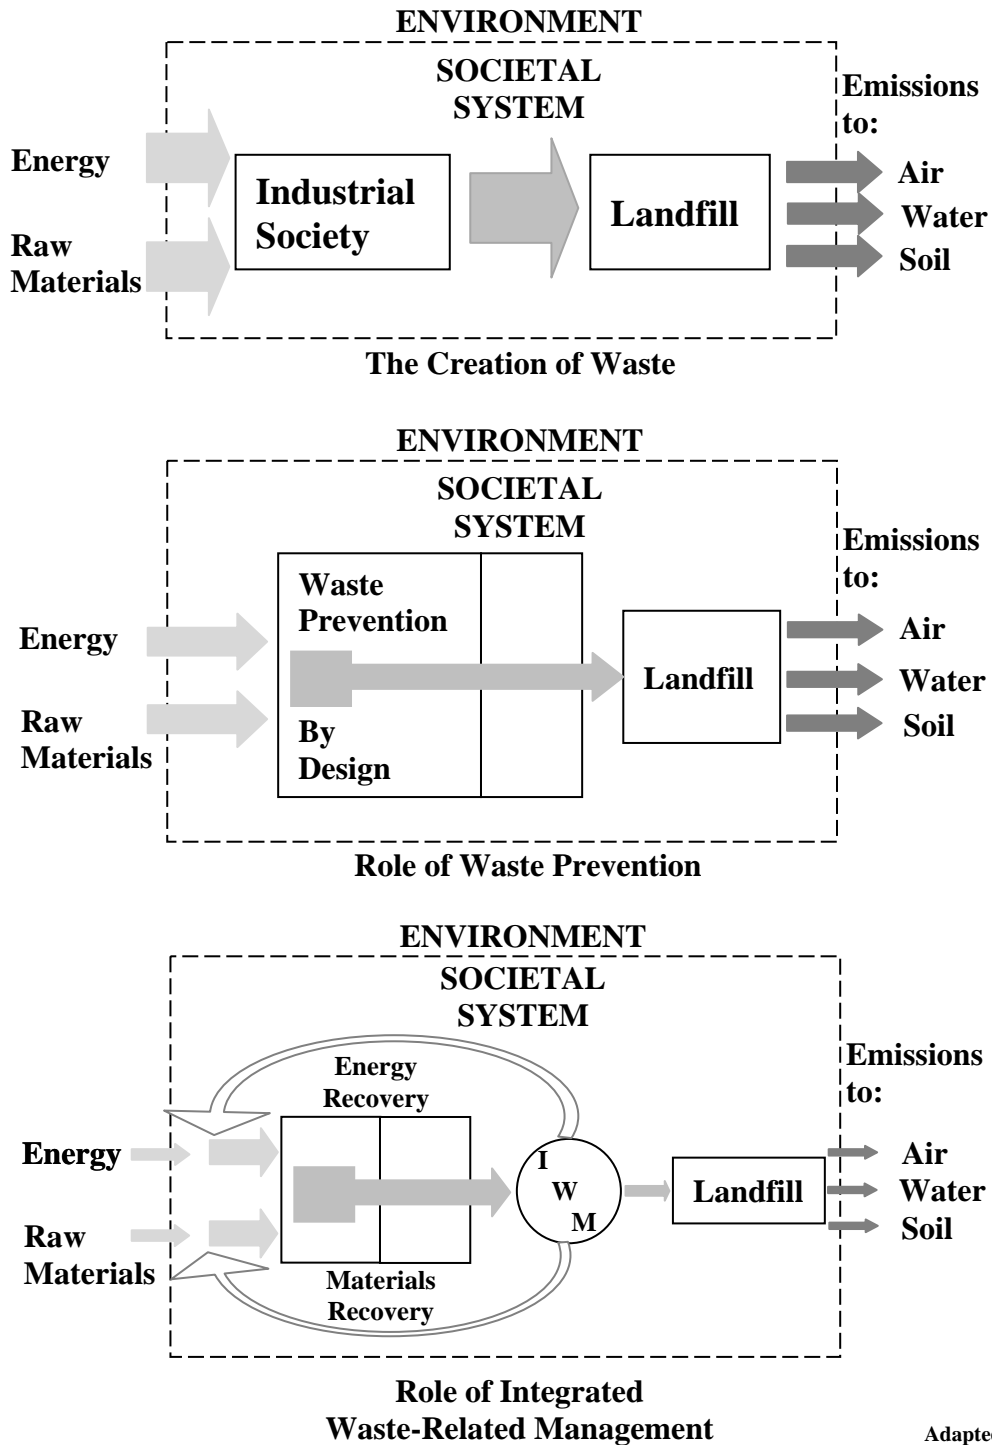 ENVIRONMENT
SOCIETAL
SYSTEM
Emissions
to:
Energy
Raw
Materials
Industrial
Society
Landfill
Air
Water
Soil
The Creation of Waste
ENVIRONMENT
SOCIETAL
SYSTEM
Emissions
to:
Energy
Raw
Materials
Waste
Prevention
By
Design
Landfill
Air
Water
Soil
Role of Waste Prevention
ENVIRONMENT
SOCIETAL
SYSTEM
Emissions
to:
Energy
Recovery
Energy
Raw
Materials
I
W
M
Landfill
Air
Water
Soil
Materials
Recovery
Role of Integrated
Waste-Related Management
Adapte